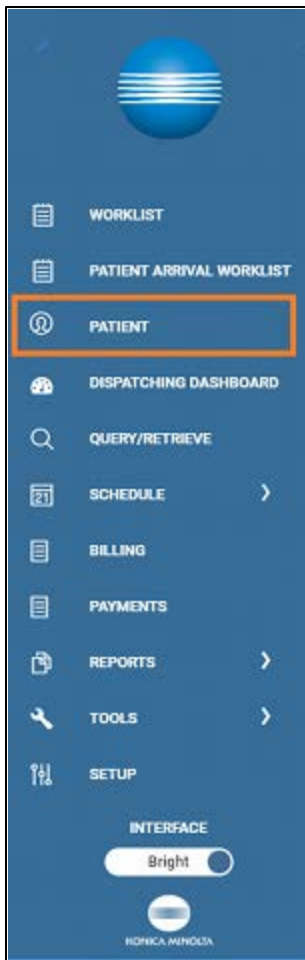 WORKLIST
PATIENT ARRIVAL WORKLIST
PATIENT
DISPATCHING DASHBOARD
QUERY/RETRIEVE
21 SCHEDULE
BILLING
PAYMENTS
REPORTS
TOOLS
SETUP
INTERFACE
Bright
KONICA MINOLTA